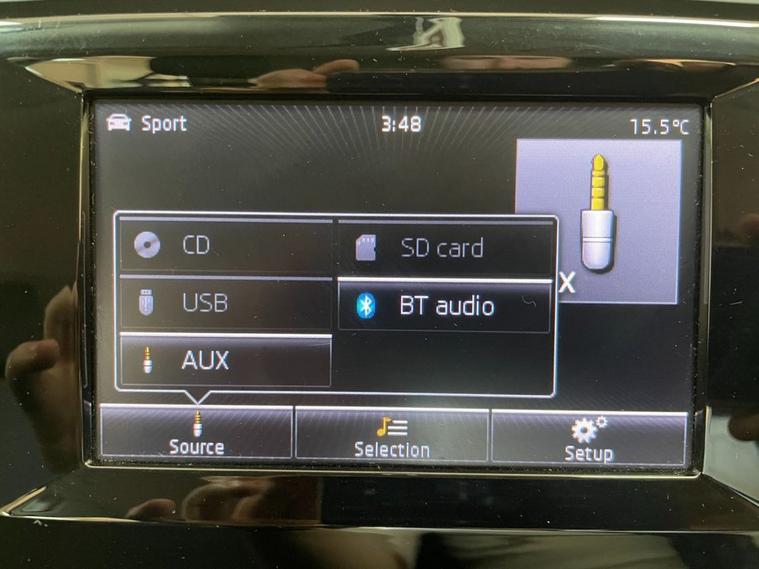 Sport 3:48 15.5°C
CD SD card
USB BT audio
X
AUX
Source Selection Setup